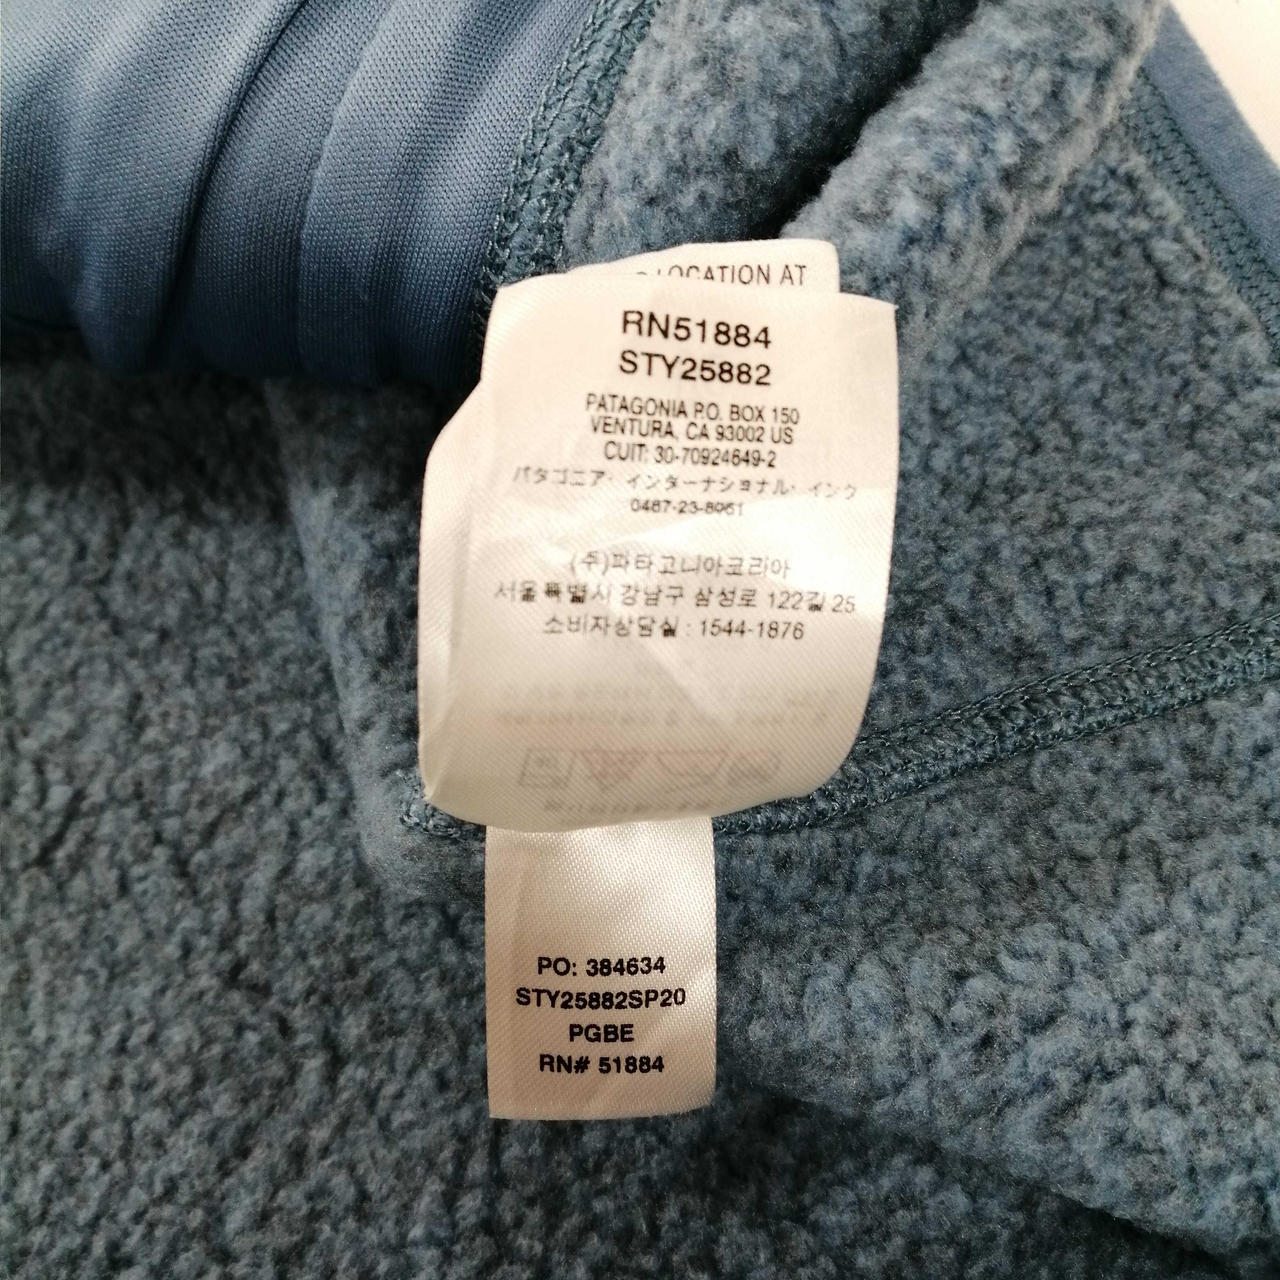 LOCATION AT
RN51884
STY25882
PATAGONIA P.O. BOX 150
VENTURA, CA 93002 US
CUIT: 30-70924649-2
パタゴニア・インターナショナル・インク
0467-23-8961
(주)파타고니아코리아
서울특별시 강남구 삼성로 122길 25
소비자상담실 : 1544-1876
PO: 384634
STY25882SP20
PGBE
RN# 51884